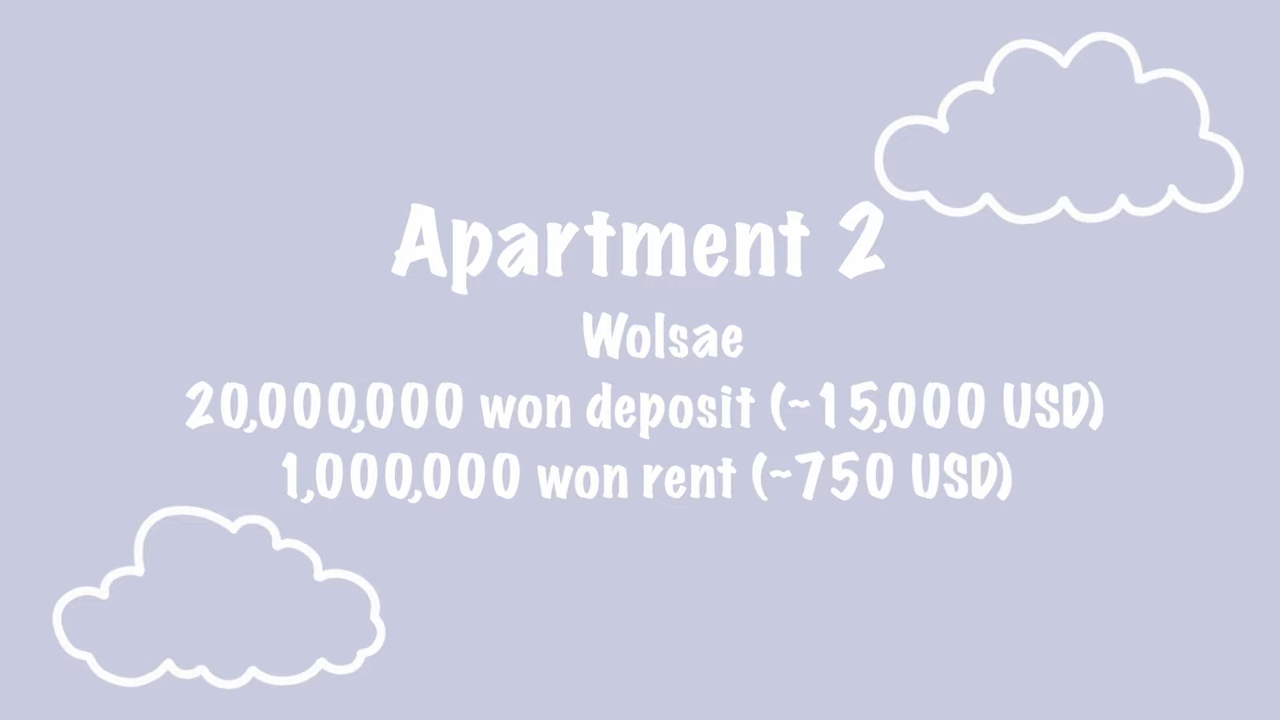 Apartment 2
Wolsae
20,000,000 won deposit (~15,000 USD)
1,000,000 won rent (~750 USD)